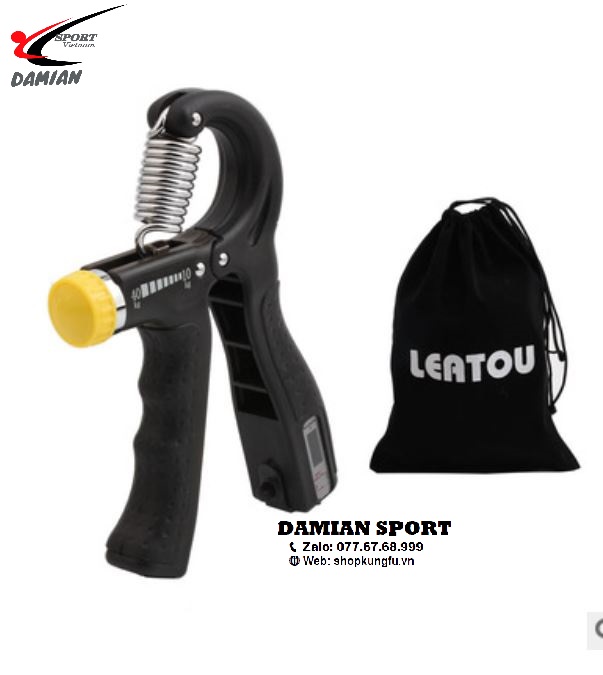 SPORT
Vietnam
DAMIAN
40 10
kg kg
LEATOU
DAMIAN SPORT
Zalo: 077.67.68.999
Web: shopkungfu.vn